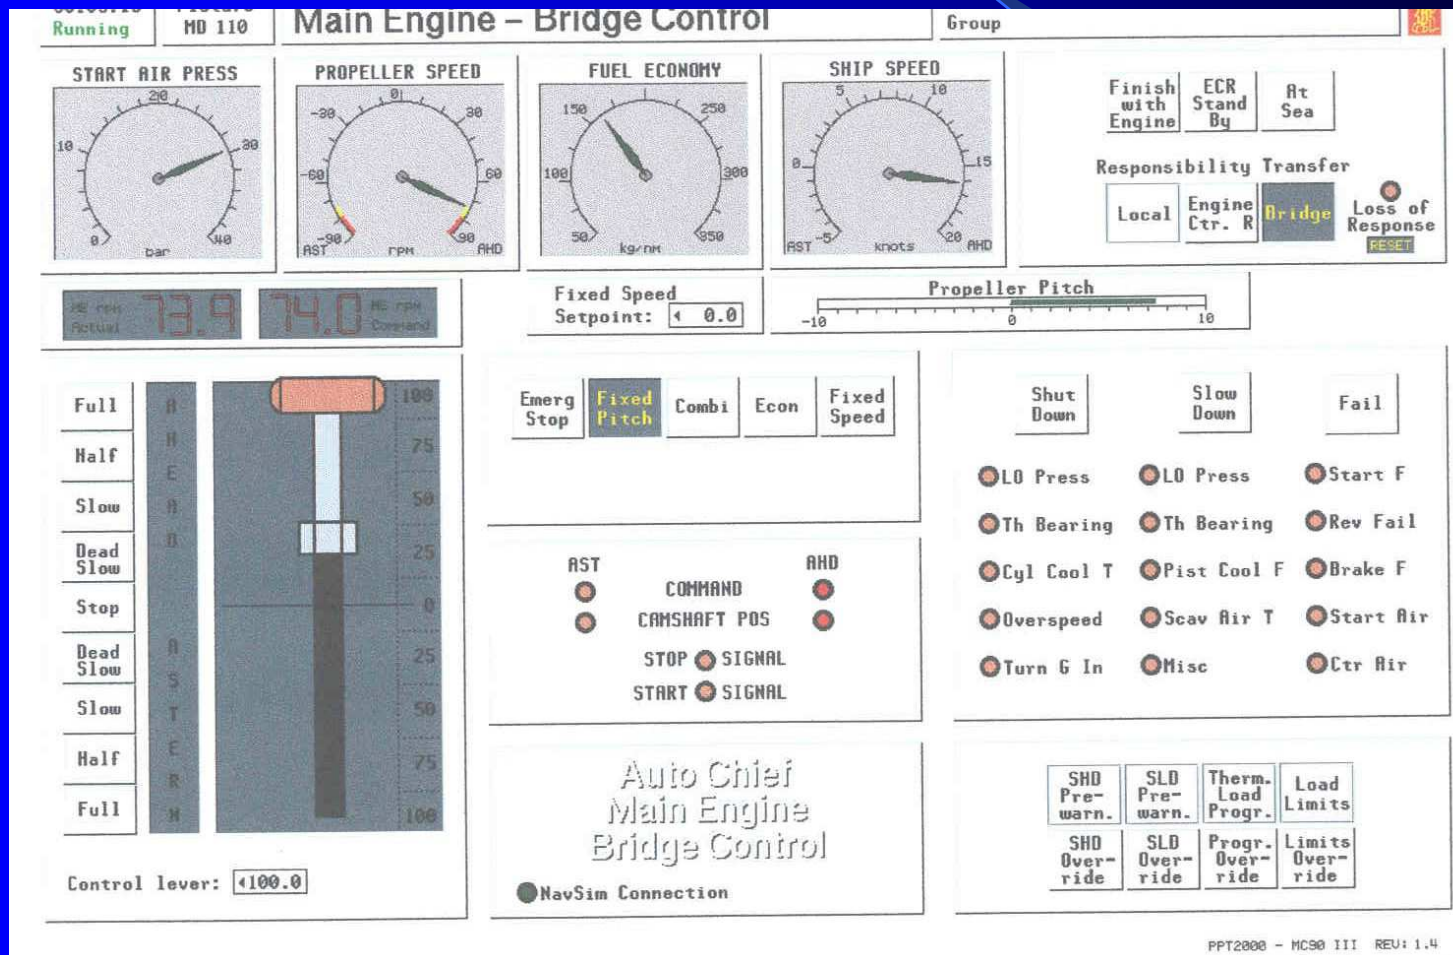 Running
MD 110
Main Engine – Bridge Control
Group
START AIR PRESS
0
10
20
30
40
bar
PROPELLER SPEED
-90
-60
-30
0
30
60
90
AST
rpm
AHD
FUEL ECONOMY
50
100
150
250
300
350
kg/nm
SHIP SPEED
-5
0
5
10
15
20
AST
knots
AHD
Finish with Engine
ECR Stand By
At Sea
Responsibility Transfer
Local
Engine Ctr. R
Bridge
Loss of Response
RESET
ME rpm Actual
73.9
74.0
ME rpm Command
Fixed Speed
Setpoint: 0.0
Propeller Pitch
-10
0
10
Full
Half
Slow
Dead Slow
Stop
Dead Slow
Slow
Half
Full
AHEAD
ASTERN
100
75
50
25
0
25
50
75
100
Control lever: 100.0
Emerg Stop
Fixed Pitch
Combi
Econ
Fixed Speed
AST
AHD
COMMAND
CAMSHAFT POS
STOP SIGNAL
START SIGNAL
Auto Chief
Main Engine
Bridge Control
NavSim Connection
Shut Down
Slow Down
Fail
LO Press
LO Press
Start F
Th Bearing
Th Bearing
Rev Fail
Cyl Cool T
Pist Cool F
Brake F
Overspeed
Scav Air T
Start Air
Turn G In
Misc
Ctr Air
SHD Pre-warn.
SLD Pre-warn.
Therm. Load Progr.
Load Limits
SHD Over-ride
SLD Over-ride
Progr. Over-ride
Limits Over-ride
PPT2000 - MC90 III REV: 1.4